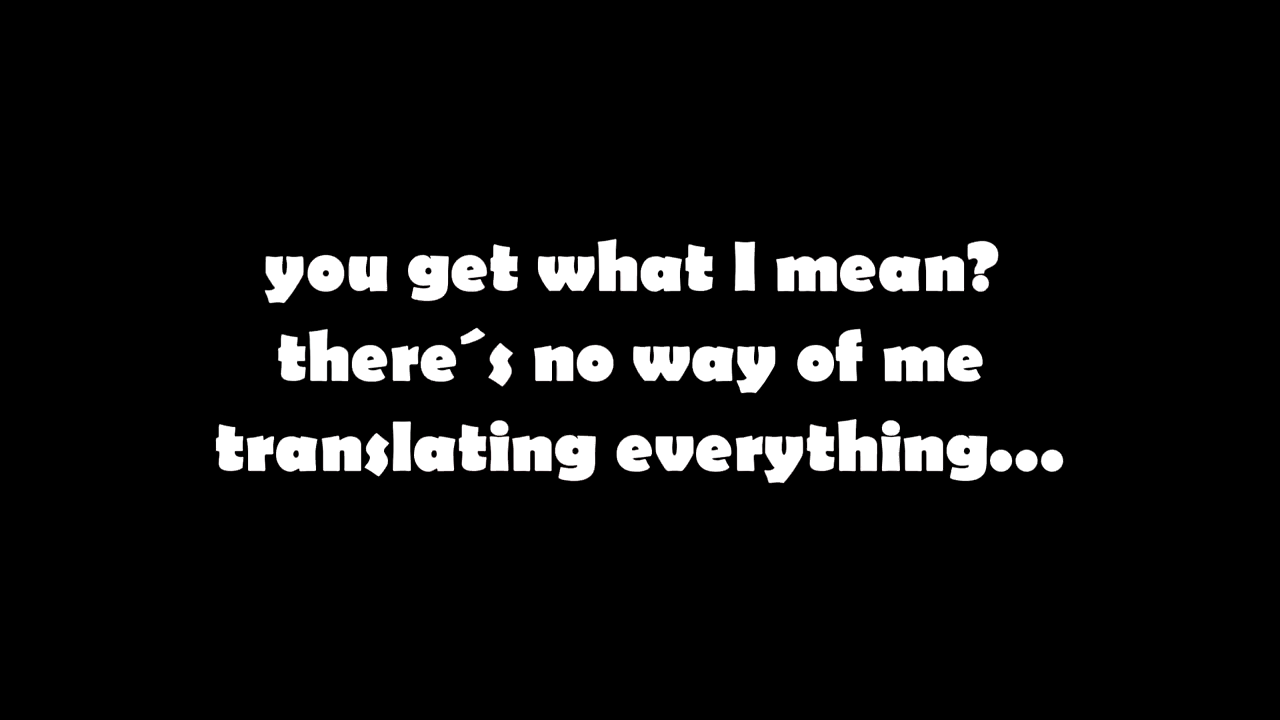 you get what I mean?
there´s no way of me
translating everything...